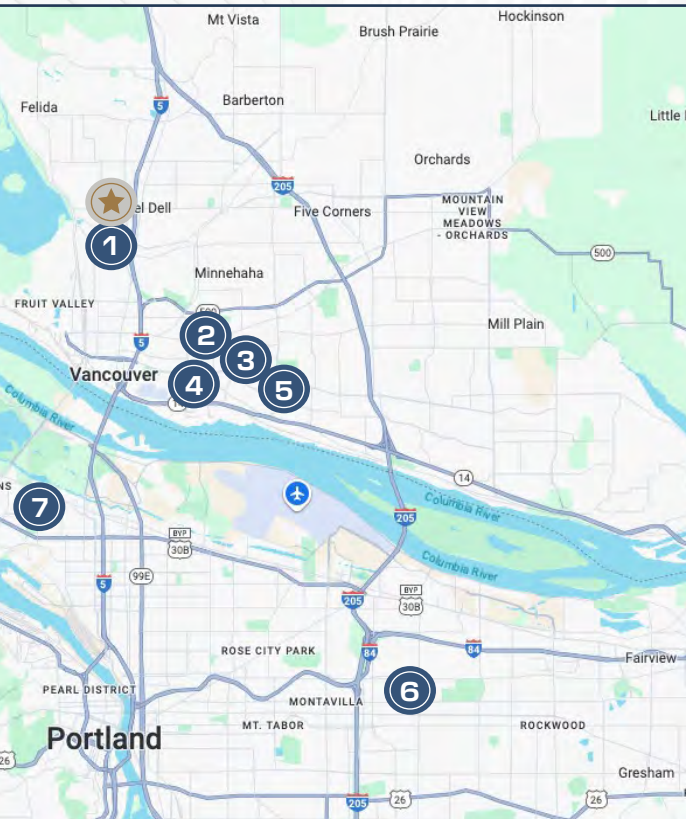 Mt Vista
Hockinson
Brush Prairie
5
Barberton
Felida
Little
Orchards
205
MOUNTAIN
VIEW
MEADOWS
- ORCHARDS
el Dell
Five Corners
1
500
Minnehaha
FRUIT VALLEY
2
Mill Plain
5
3
Vancouver
4
5
Columbia River
14
NS
7
Columbia River
205
BYP
30B
Columbia River
99E
5
205
BYP
30B
84
84
ROSE CITY PARK
Fairview
PEARL DISTRICT
6
MONTAVILLA
MT. TABOR
ROCKWOOD
Portland
26
Gresham
205
26
26